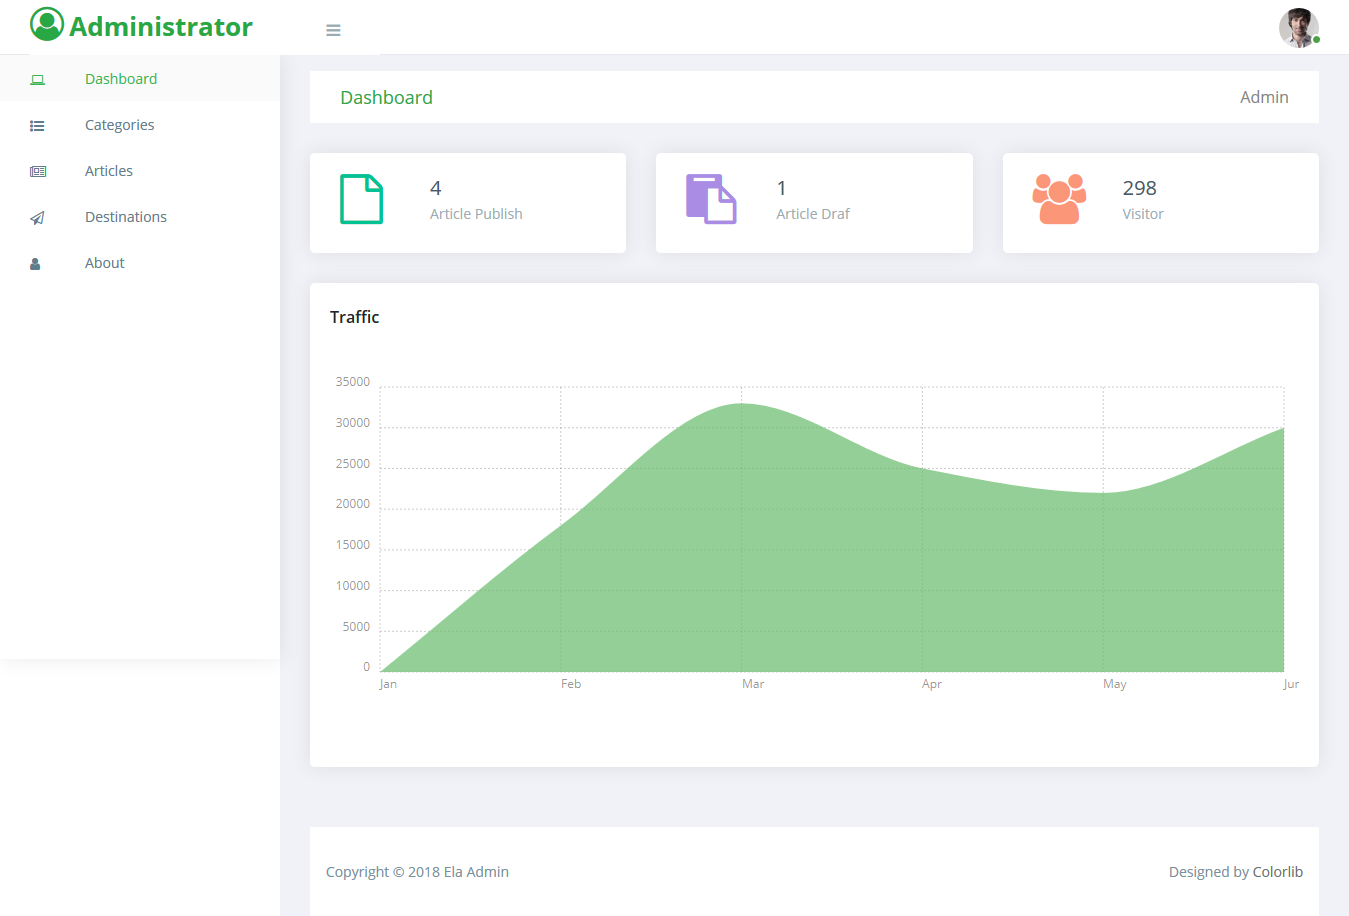 Administrator
Dashboard
Categories
Articles
Destinations
About
Dashboard
Admin
4
Article Publish
1
Article Draf
298
Visitor
Traffic
35000
30000
25000
20000
15000
10000
5000
0
Jan
Feb
Mar
Apr
May
Jur
Copyright © 2018 Ela Admin
Designed by Colorlib